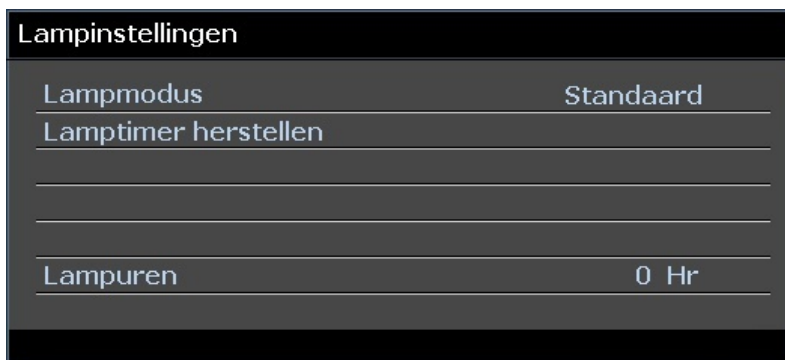 Lampinstellingen
Lampmodus Standaard
Lamptimer herstellen
Lampuren 0 Hr